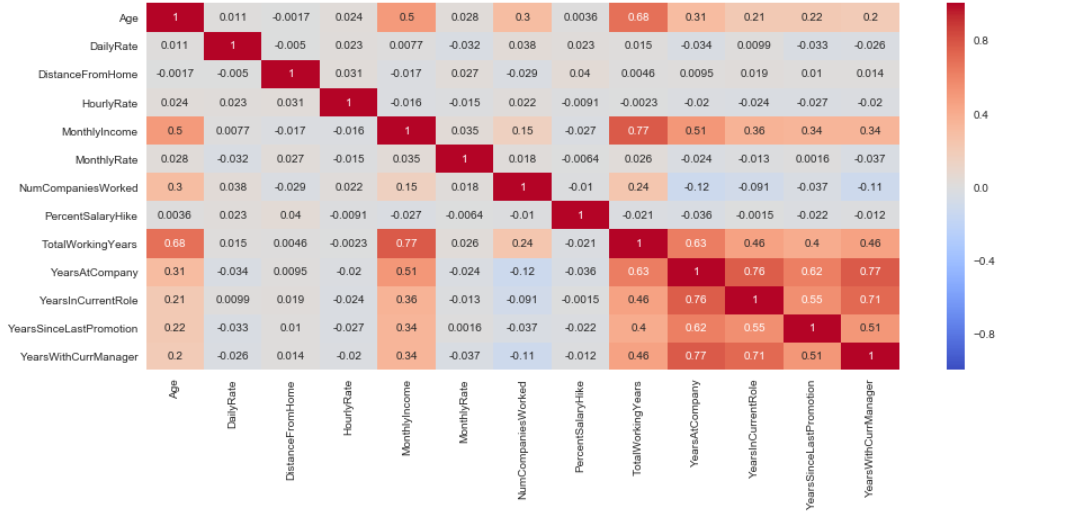 Age 1 0.011 -0.0017 0.024 0.5 0.028 0.3 0.0036 0.68 0.31 0.21 0.22 0.2
DailyRate 0.011 1 -0.005 0.023 0.0077 -0.032 0.038 0.023 0.015 -0.034 0.0099 -0.033 -0.026
DistanceFromHome -0.0017 -0.005 1 0.031 -0.017 0.027 -0.029 0.04 0.0046 0.0095 0.019 0.01 0.014
HourlyRate 0.024 0.023 0.031 1 -0.016 -0.015 0.022 -0.0091 -0.0023 -0.02 -0.024 -0.027 -0.02
MonthlyIncome 0.5 0.0077 -0.017 -0.016 1 0.035 0.15 -0.027 0.77 0.51 0.36 0.34 0.34
MonthlyRate 0.028 -0.032 0.027 -0.015 0.035 1 0.018 -0.0064 0.026 -0.024 -0.013 0.0016 -0.037
NumCompaniesWorked 0.3 0.038 -0.029 0.022 0.15 0.018 1 -0.01 0.24 -0.12 -0.091 -0.037 -0.11
PercentSalaryHike 0.0036 0.023 0.04 -0.0091 -0.027 -0.0064 -0.01 1 -0.021 -0.036 -0.0015 -0.022 -0.012
TotalWorkingYears 0.68 0.015 0.0046 -0.0023 0.77 0.026 0.24 -0.021 1 0.63 0.46 0.4 0.46
YearsAtCompany 0.31 -0.034 0.0095 -0.02 0.51 -0.024 -0.12 -0.036 0.63 1 0.76 0.62 0.77
YearsInCurrentRole 0.21 0.0099 0.019 -0.024 0.36 -0.013 -0.091 -0.0015 0.46 0.76 1 0.55 0.71
YearsSinceLastPromotion 0.22 -0.033 0.01 -0.027 0.34 0.0016 -0.037 -0.022 0.4 0.62 0.55 1 0.51
YearsWithCurrManager 0.2 -0.026 0.014 -0.02 0.34 -0.037 -0.11 -0.012 0.46 0.77 0.71 0.51 1
Age
DailyRate
DistanceFromHome
HourlyRate
MonthlyIncome
MonthlyRate
NumCompaniesWorked
PercentSalaryHike
TotalWorkingYears
YearsAtCompany
YearsInCurrentRole
YearsSinceLastPromotion
YearsWithCurrManager
0.8
0.4
0.0
−0.4
−0.8